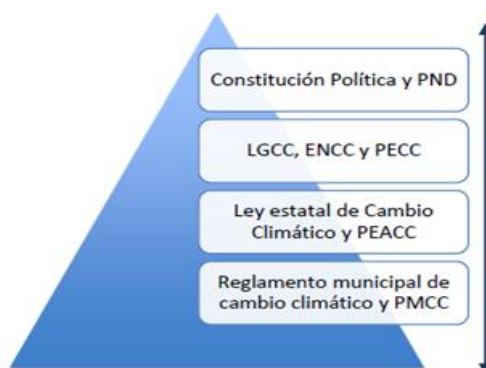 Constitución Política y PND
LGCC, ENCC y PECC
Ley estatal de Cambio
Climático y PEACC
Reglamento municipal de
cambio climático y PMCC